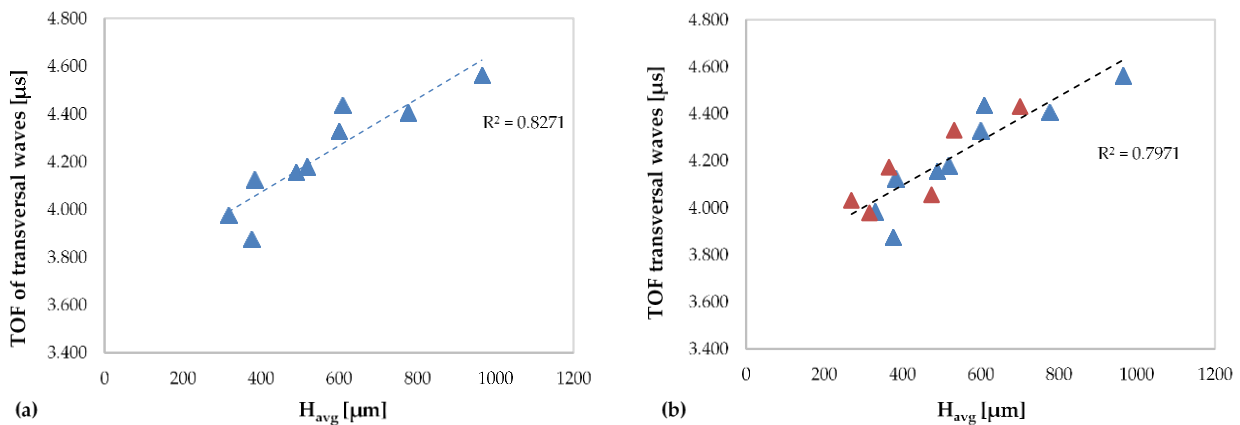 4.800
4.600
4.400
4.200
4.000
3.800
3.600
3.400
TOF of transversal waves [µs]
R² = 0.8271
0 200 400 600 800 1000 1200
(a) Havg [µm]
4.800
4.600
4.400
4.200
4.000
3.800
3.600
3.400
TOF transversal waves [µs]
R² = 0.7971
0 200 400 600 800 1000 1200
(b) Havg [µm]